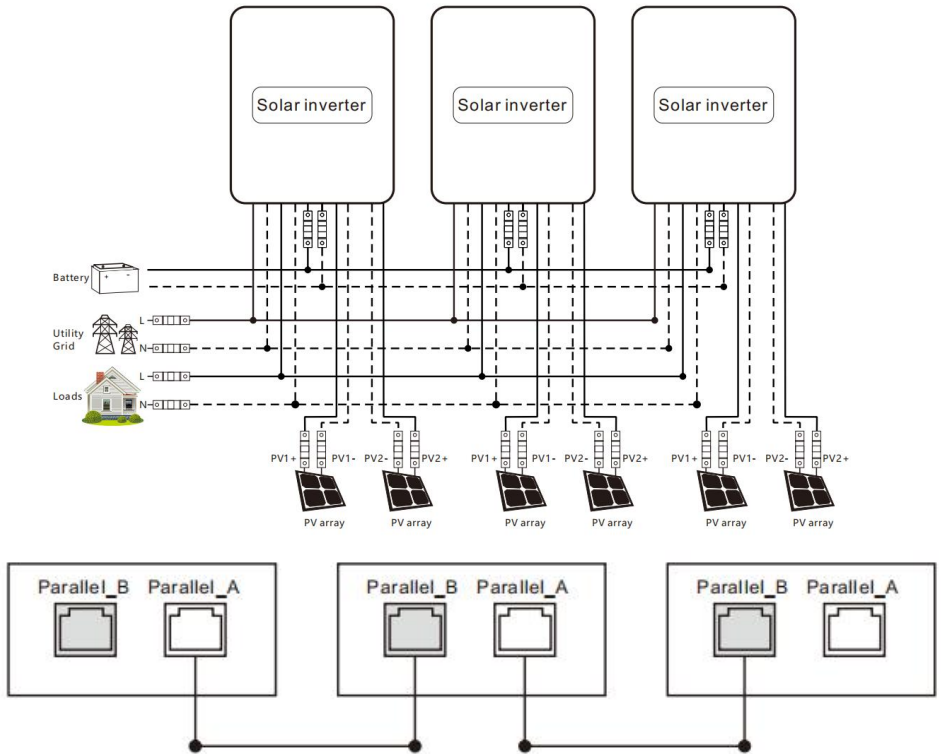 Solar inverter Solar inverter Solar inverter
Battery
+ -
L
Utility
Grid
N
L
Loads
N
PV1+ PV1- PV2- PV2+ PV1+ PV1- PV2- PV2+ PV1+ PV1- PV2- PV2+
PV array PV array PV array PV array PV array PV array
Parallel_B Parallel_A Parallel_B Parallel_A Parallel_B Parallel_A